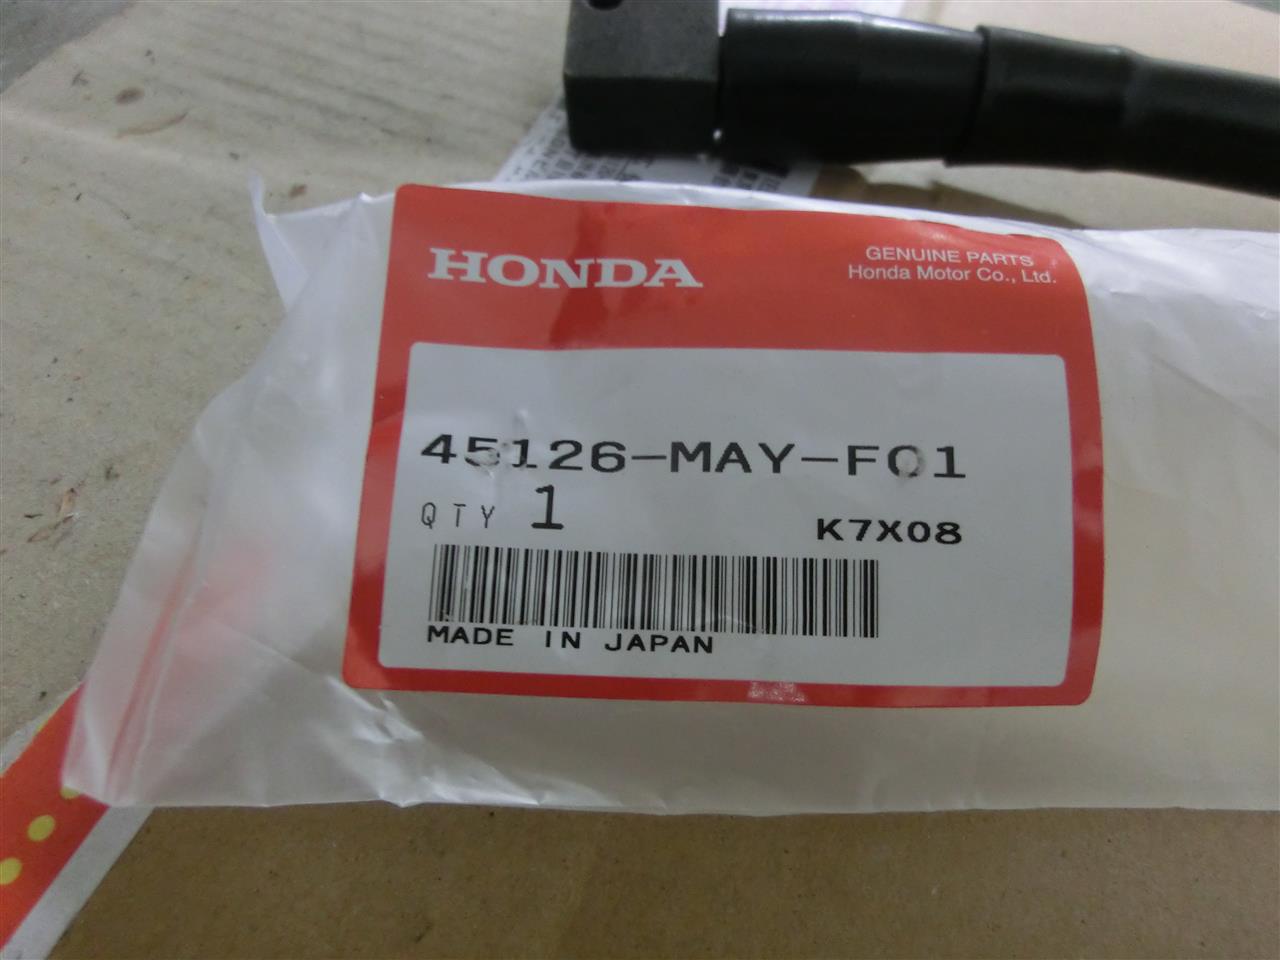 HONDA
GENUINE PARTS
Honda Motor Co., Ltd.
45126-MAY-F01
QTY 1
K7X08
MADE IN JAPAN